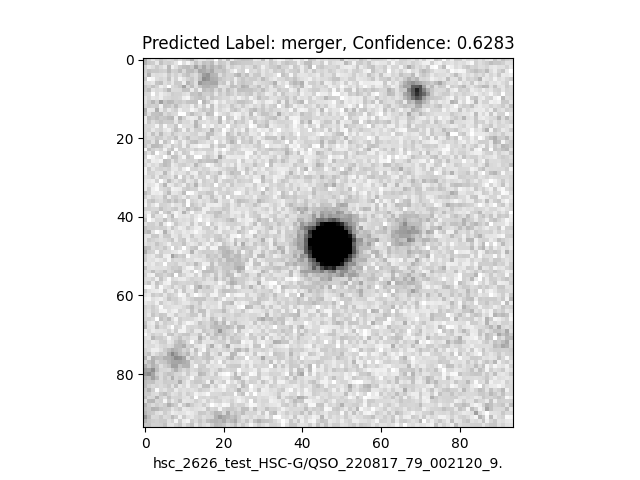 Predicted Label: merger, Confidence: 0.6283
0
20
40
60
80
0 20 40 60 80
hsc_2626_test_HSC-G/QSO_220817_79_002120_9.